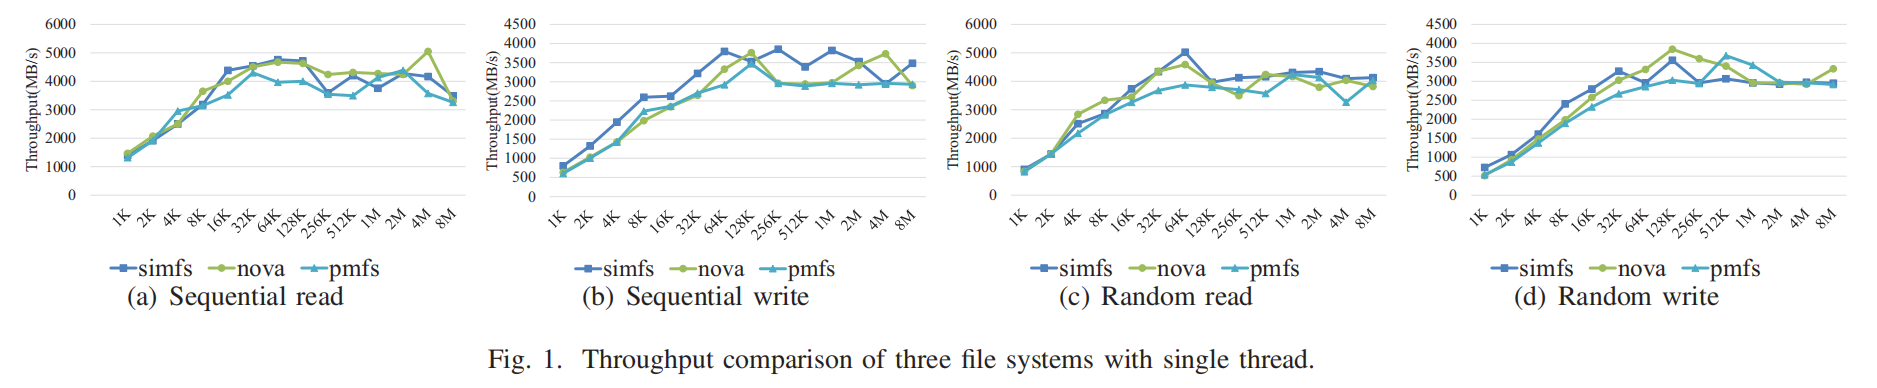 6000
5000
4000
3000
2000
1000
0
Throughput(MB/s)
1K 2K 4K 8K 16K 32K 64K 128K 256K 512K 1M 2M 4M 8M
simfs nova pmfs
(a) Sequential read
4500
4000
3500
3000
2500
2000
1500
1000
500
0
Throughput(MB/s)
1K 2K 4K 8K 16K 32K 64K 128K 256K 512K 1M 2M 4M 8M
simfs nova pmfs
(b) Sequential write
6000
5000
4000
3000
2000
1000
0
Throughput(MB/s)
1K 2K 4K 8K 16K 32K 64K 128K 256K 512K 1M 2M 4M 8M
simfs nova pmfs
(c) Random read
4500
4000
3500
3000
2500
2000
1500
1000
500
0
Throughput(MB/s)
1K 2K 4K 8K 16K 32K 64K 128K 256K 512K 1M 2M 4M 8M
simfs nova pmfs
(d) Random write
Fig. 1. Throughput comparison of three file systems with single thread.